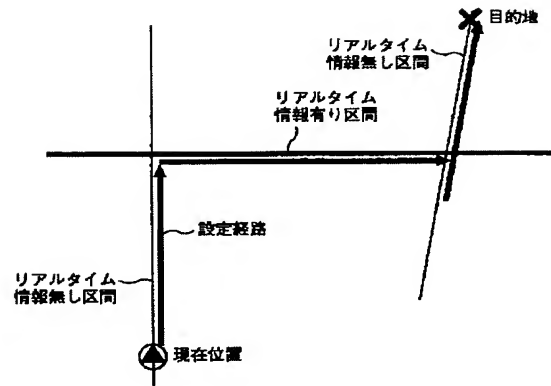 目的地
リアルタイム
情報無し区間
リアルタイム
情報有り区間
設定経路
リアルタイム
情報無し区間
現在位置